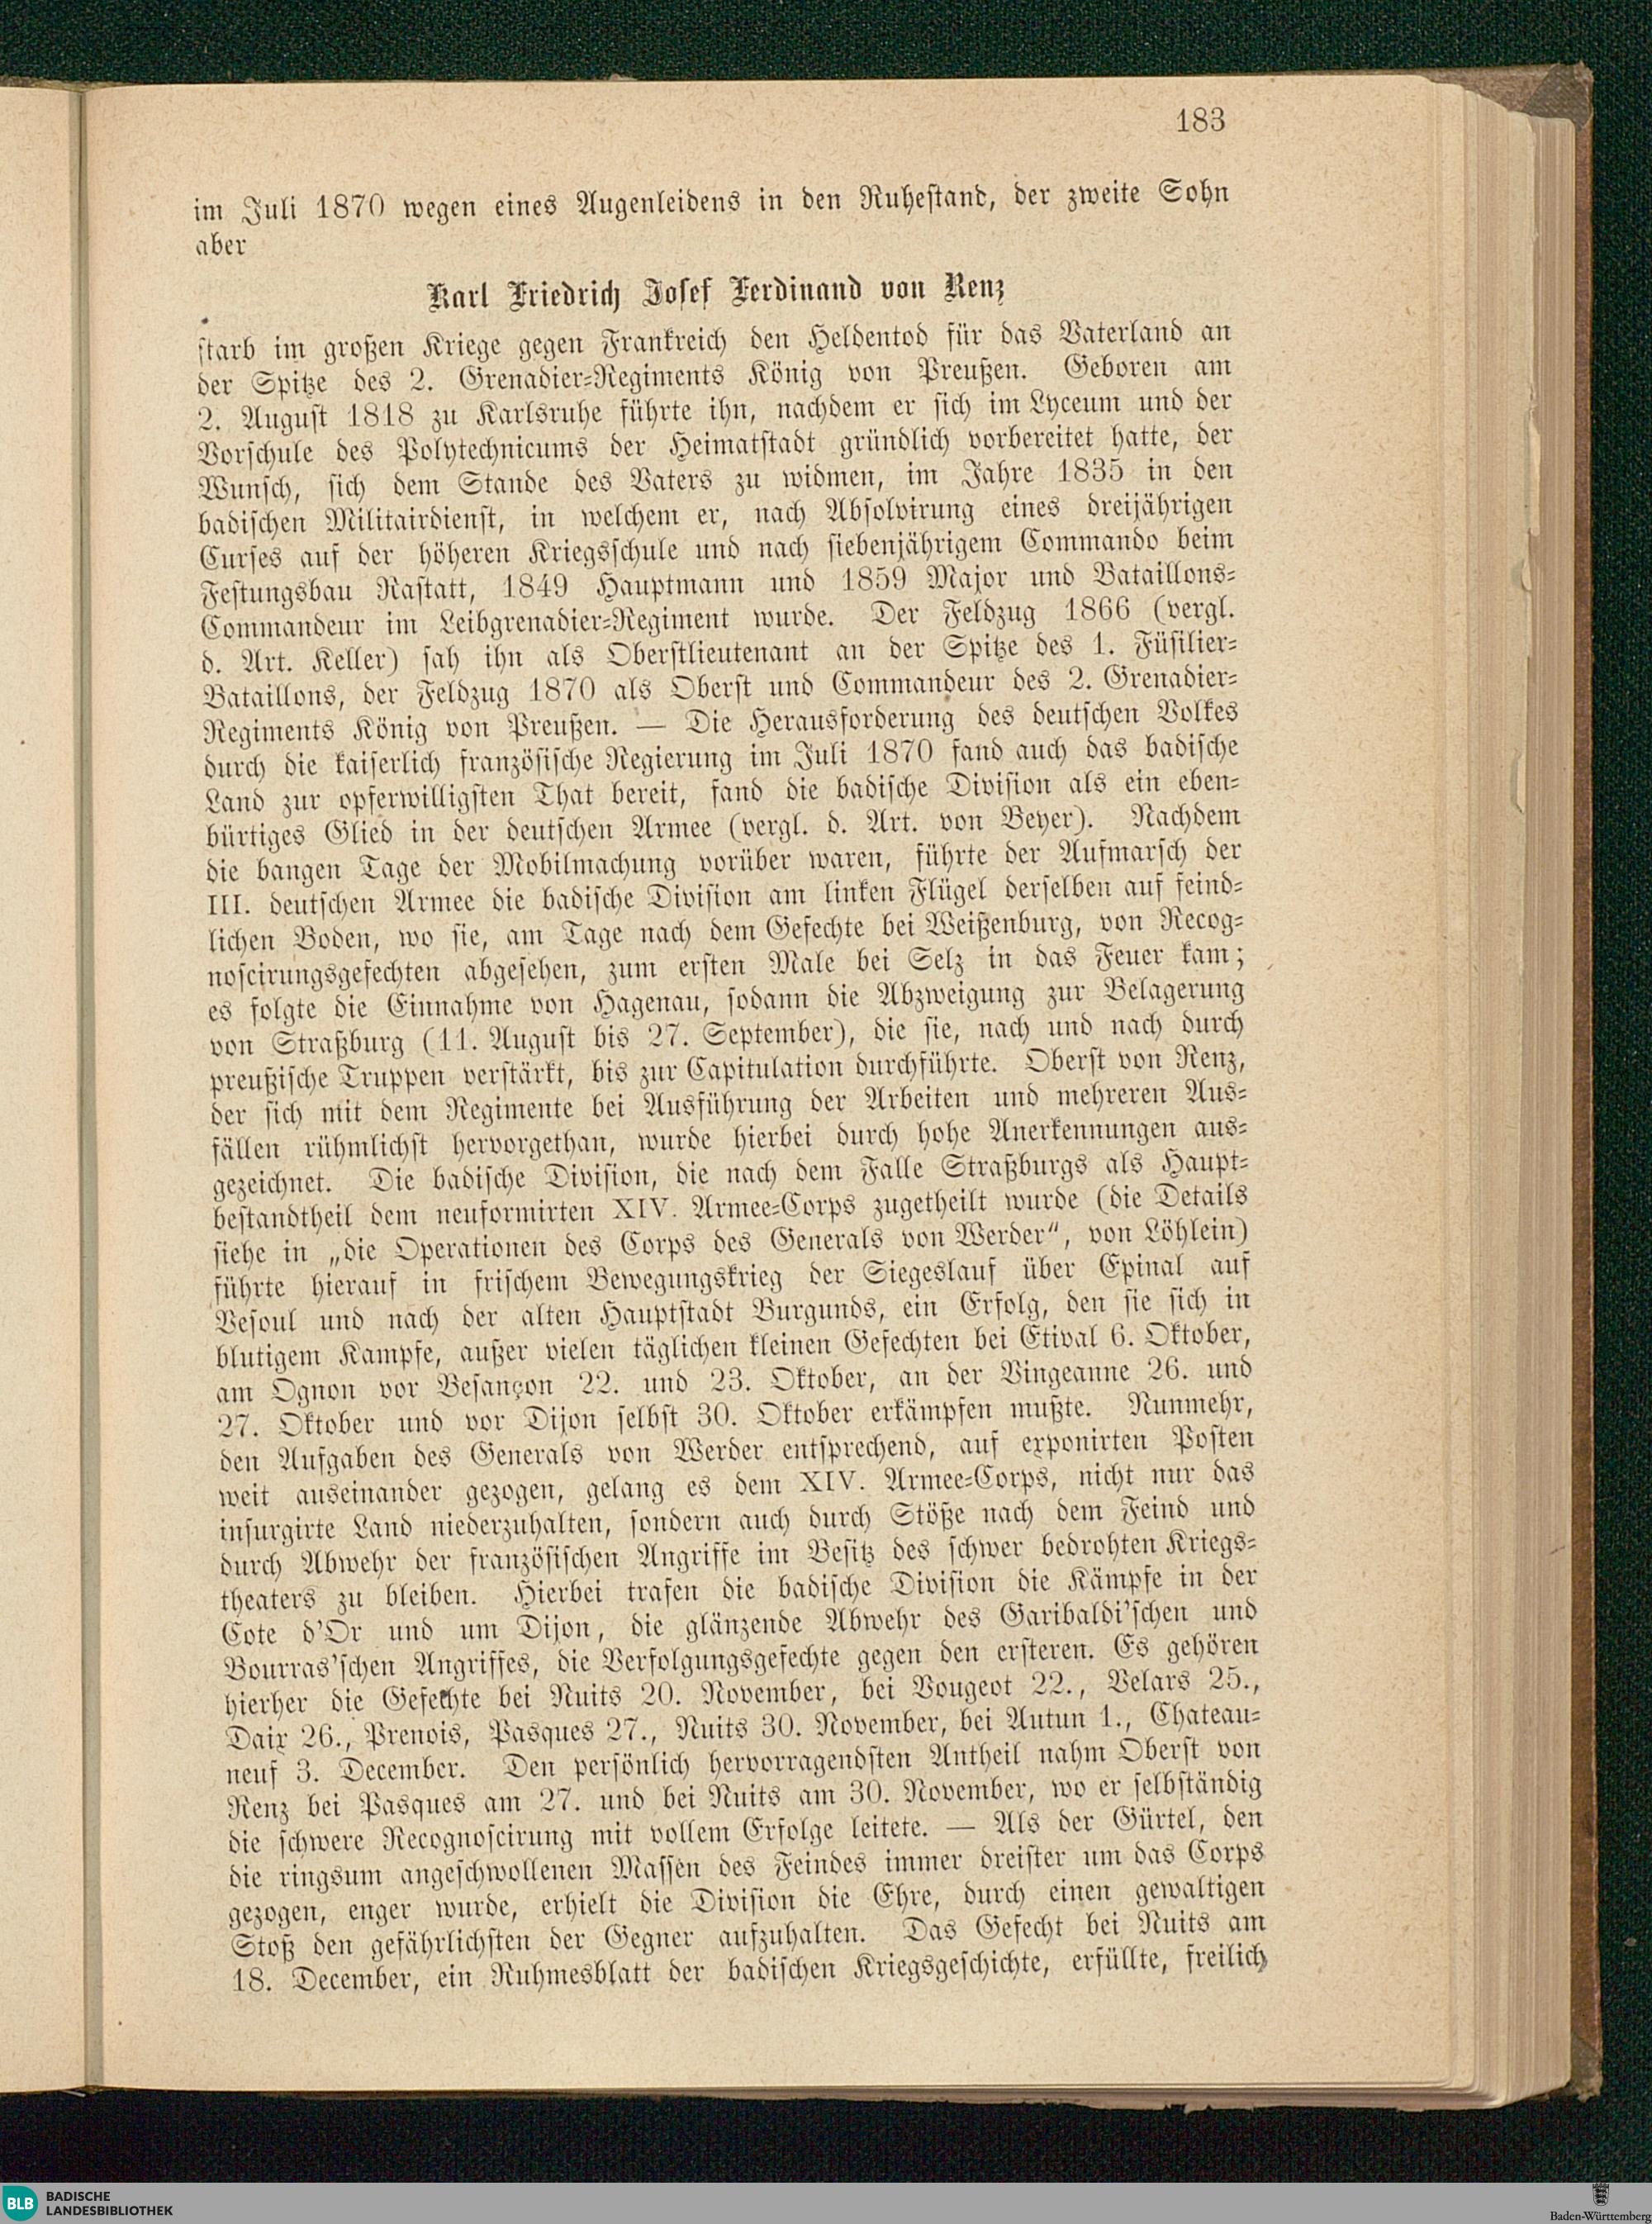 183
im Juli 1870 wegen eines Augenleidens in den Ruhestand, der zweite Sohn
aber
Karl Friedrich Josef Ferdinand von Renz
starb im großen Kriege gegen Frankreich den Heldentod für das Vaterland an
der Spitze des 2. Grenadier-Regiments König von Preußen. Geboren am
2. August 1818 zu Karlsruhe führte ihn, nachdem er sich im Lyceum und der
Vorschule des Polytechnicums der Heimatstadt gründlich vorbereitet hatte, der
Wunsch, sich dem Stande des Vaters zu widmen, im Jahre 1835 in den
badischen Militairdienst, in welchem er, nach Absolvirung eines dreijährigen
Curses auf der höheren Kriegsschule und nach siebenjährigem Commando beim
Festungsbau Rastatt, 1849 Hauptmann und 1859 Major und Bataillons-
Commandeur im Leibgrenadier-Regiment wurde. Der Feldzug 1866 (vergl.
d. Art. Keller) sah ihn als Oberstlieutenant an der Spitze des 1. Füsilier-
Bataillons, der Feldzug 1870 als Oberst und Commandeur des 2. Grenadier-
Regiments König von Preußen. — Die Herausforderung des deutschen Volkes
durch die kaiserlich französische Regierung im Juli 1870 fand auch das badische
Land zur opferwilligsten That bereit, fand die badische Division als ein eben-
bürtiges Glied in der deutschen Armee (vergl. d. Art. von Beyer). Nachdem
die bangen Tage der Mobilmachung vorüber waren, führte der Aufmarsch der
III. deutschen Armee die badische Division am linken Flügel derselben auf feind-
lichen Boden, wo sie, am Tage nach dem Gefechte bei Weißenburg, von Recog-
noscirungsgefechten abgesehen, zum ersten Male bei Selz in das Feuer kam;
es folgte die Einnahme von Hagenau, sodann die Abzweigung zur Belagerung
von Straßburg (11. August bis 27. September), die sie, nach und nach durch
preußische Truppen verstärkt, bis zur Capitulation durchführte. Oberst von Renz,
der sich mit dem Regimente bei Ausführung der Arbeiten und mehreren Aus-
fällen rühmlichst hervorgethan, wurde hierbei durch hohe Anerkennungen aus-
gezeichnet. Die badische Division, die nach dem Falle Straßburgs als Haupt-
bestandtheil dem neuformirten XIV. Armee-Corps zugetheilt wurde (die Details
siehe in „die Operationen des Corps des Generals von Werder“, von Löhlein)
führte hierauf in frischem Bewegungskrieg der Siegeslauf über Epinal auf
Vesoul und nach der alten Hauptstadt Burgunds, ein Erfolg, den sie sich in
blutigem Kampfe, außer vielen täglichen kleinen Gefechten bei Etival 6. Oktober,
am Ognon vor Besançon 22. und 23. Oktober, an der Vingeanne 26. und
27. Oktober und vor Dijon selbst 30. Oktober erkämpfen mußte. Nunmehr,
den Aufgaben des Generals von Werder entsprechend, auf exponirten Posten
weit auseinander gezogen, gelang es dem XIV. Armee-Corps, nicht nur das
insurgirte Land niederzuhalten, sondern auch durch Stöße nach dem Feind und
durch Abwehr der französischen Angriffe im Besitz des schwer bedrohten Kriegs-
theaters zu bleiben. Hierbei trafen die badische Division die Kämpfe in der
Cote d'Or und um Dijon, die glänzende Abwehr des Garibaldi'schen und
Bourras'schen Angriffes, die Verfolgungsgefechte gegen den ersteren. Es gehören
hierher die Gefechte bei Nuits 20. November, bei Vougeot 22., Velars 25.,
Daix 26., Prenois, Pasques 27., Nuits 30. November, bei Autun 1., Chateau-
neuf 3. December. Den persönlich hervorragendsten Antheil nahm Oberst von
Renz bei Pasques am 27. und bei Nuits am 30. November, wo er selbständig
die schwere Recognoscirung mit vollem Erfolge leitete. — Als der Gürtel, den
die ringsum angeschwollenen Massen des Feindes immer dreister um das Corps
gezogen, enger wurde, erhielt die Division die Ehre, durch einen gewaltigen
Stoß den gefährlichsten der Gegner aufzuhalten. Das Gefecht bei Nuits am
18. December, ein Ruhmesblatt der badischen Kriegsgeschichte, erfüllte, freilich
BLB BADISCHE
LANDESBIBLIOTHEK
Baden-Württemberg